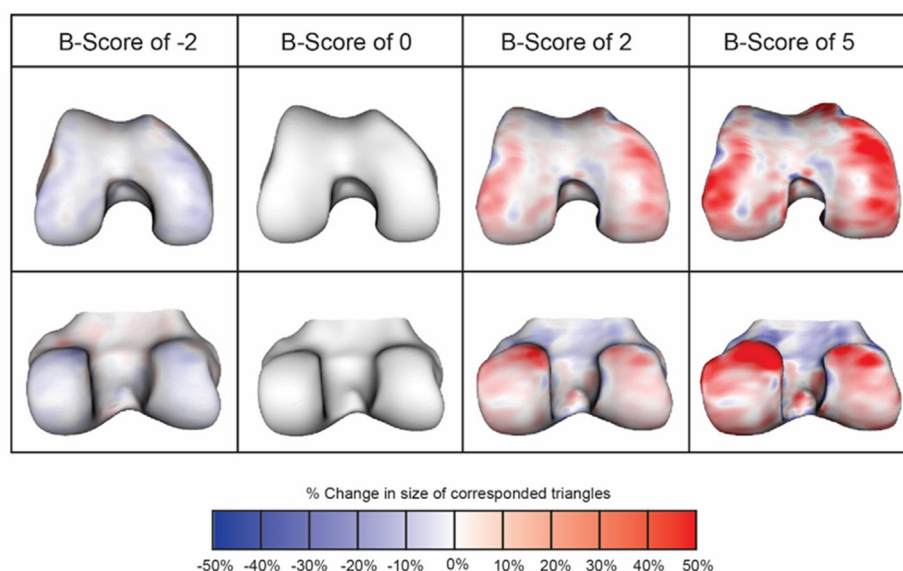 B-Score of -2
B-Score of 0
B-Score of 2
B-Score of 5
% Change in size of corresponded triangles
-50% -40% -30% -20% -10% 0% 10% 20% 30% 40% 50%